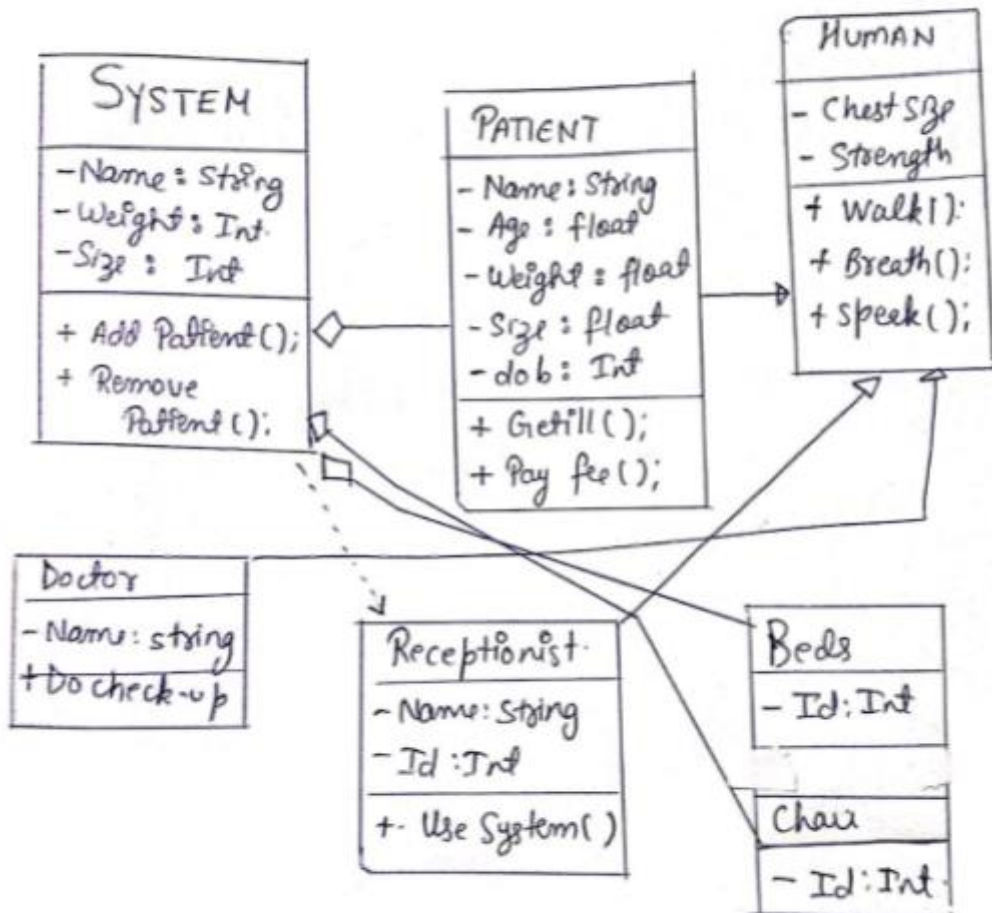 SYSTEM
- Name : String
- Weight : Int.
- Size : Int
+ Add Patient();
+ Remove
Patient();
PATIENT
- Name : String
- Age : float
- Weight : float
- Size : float
- dob : Int
+ Getill();
+ Pay fee();
HUMAN
- Chest Size
- Strength
+ Walk():
+ Breath():
+ Speek();
Doctor
- Name: string
+ Do check-up
Receptionist.
- Name: String
- Id : Int
+. Use System()
Beds
- Id : Int
Chair
- Id : Int.